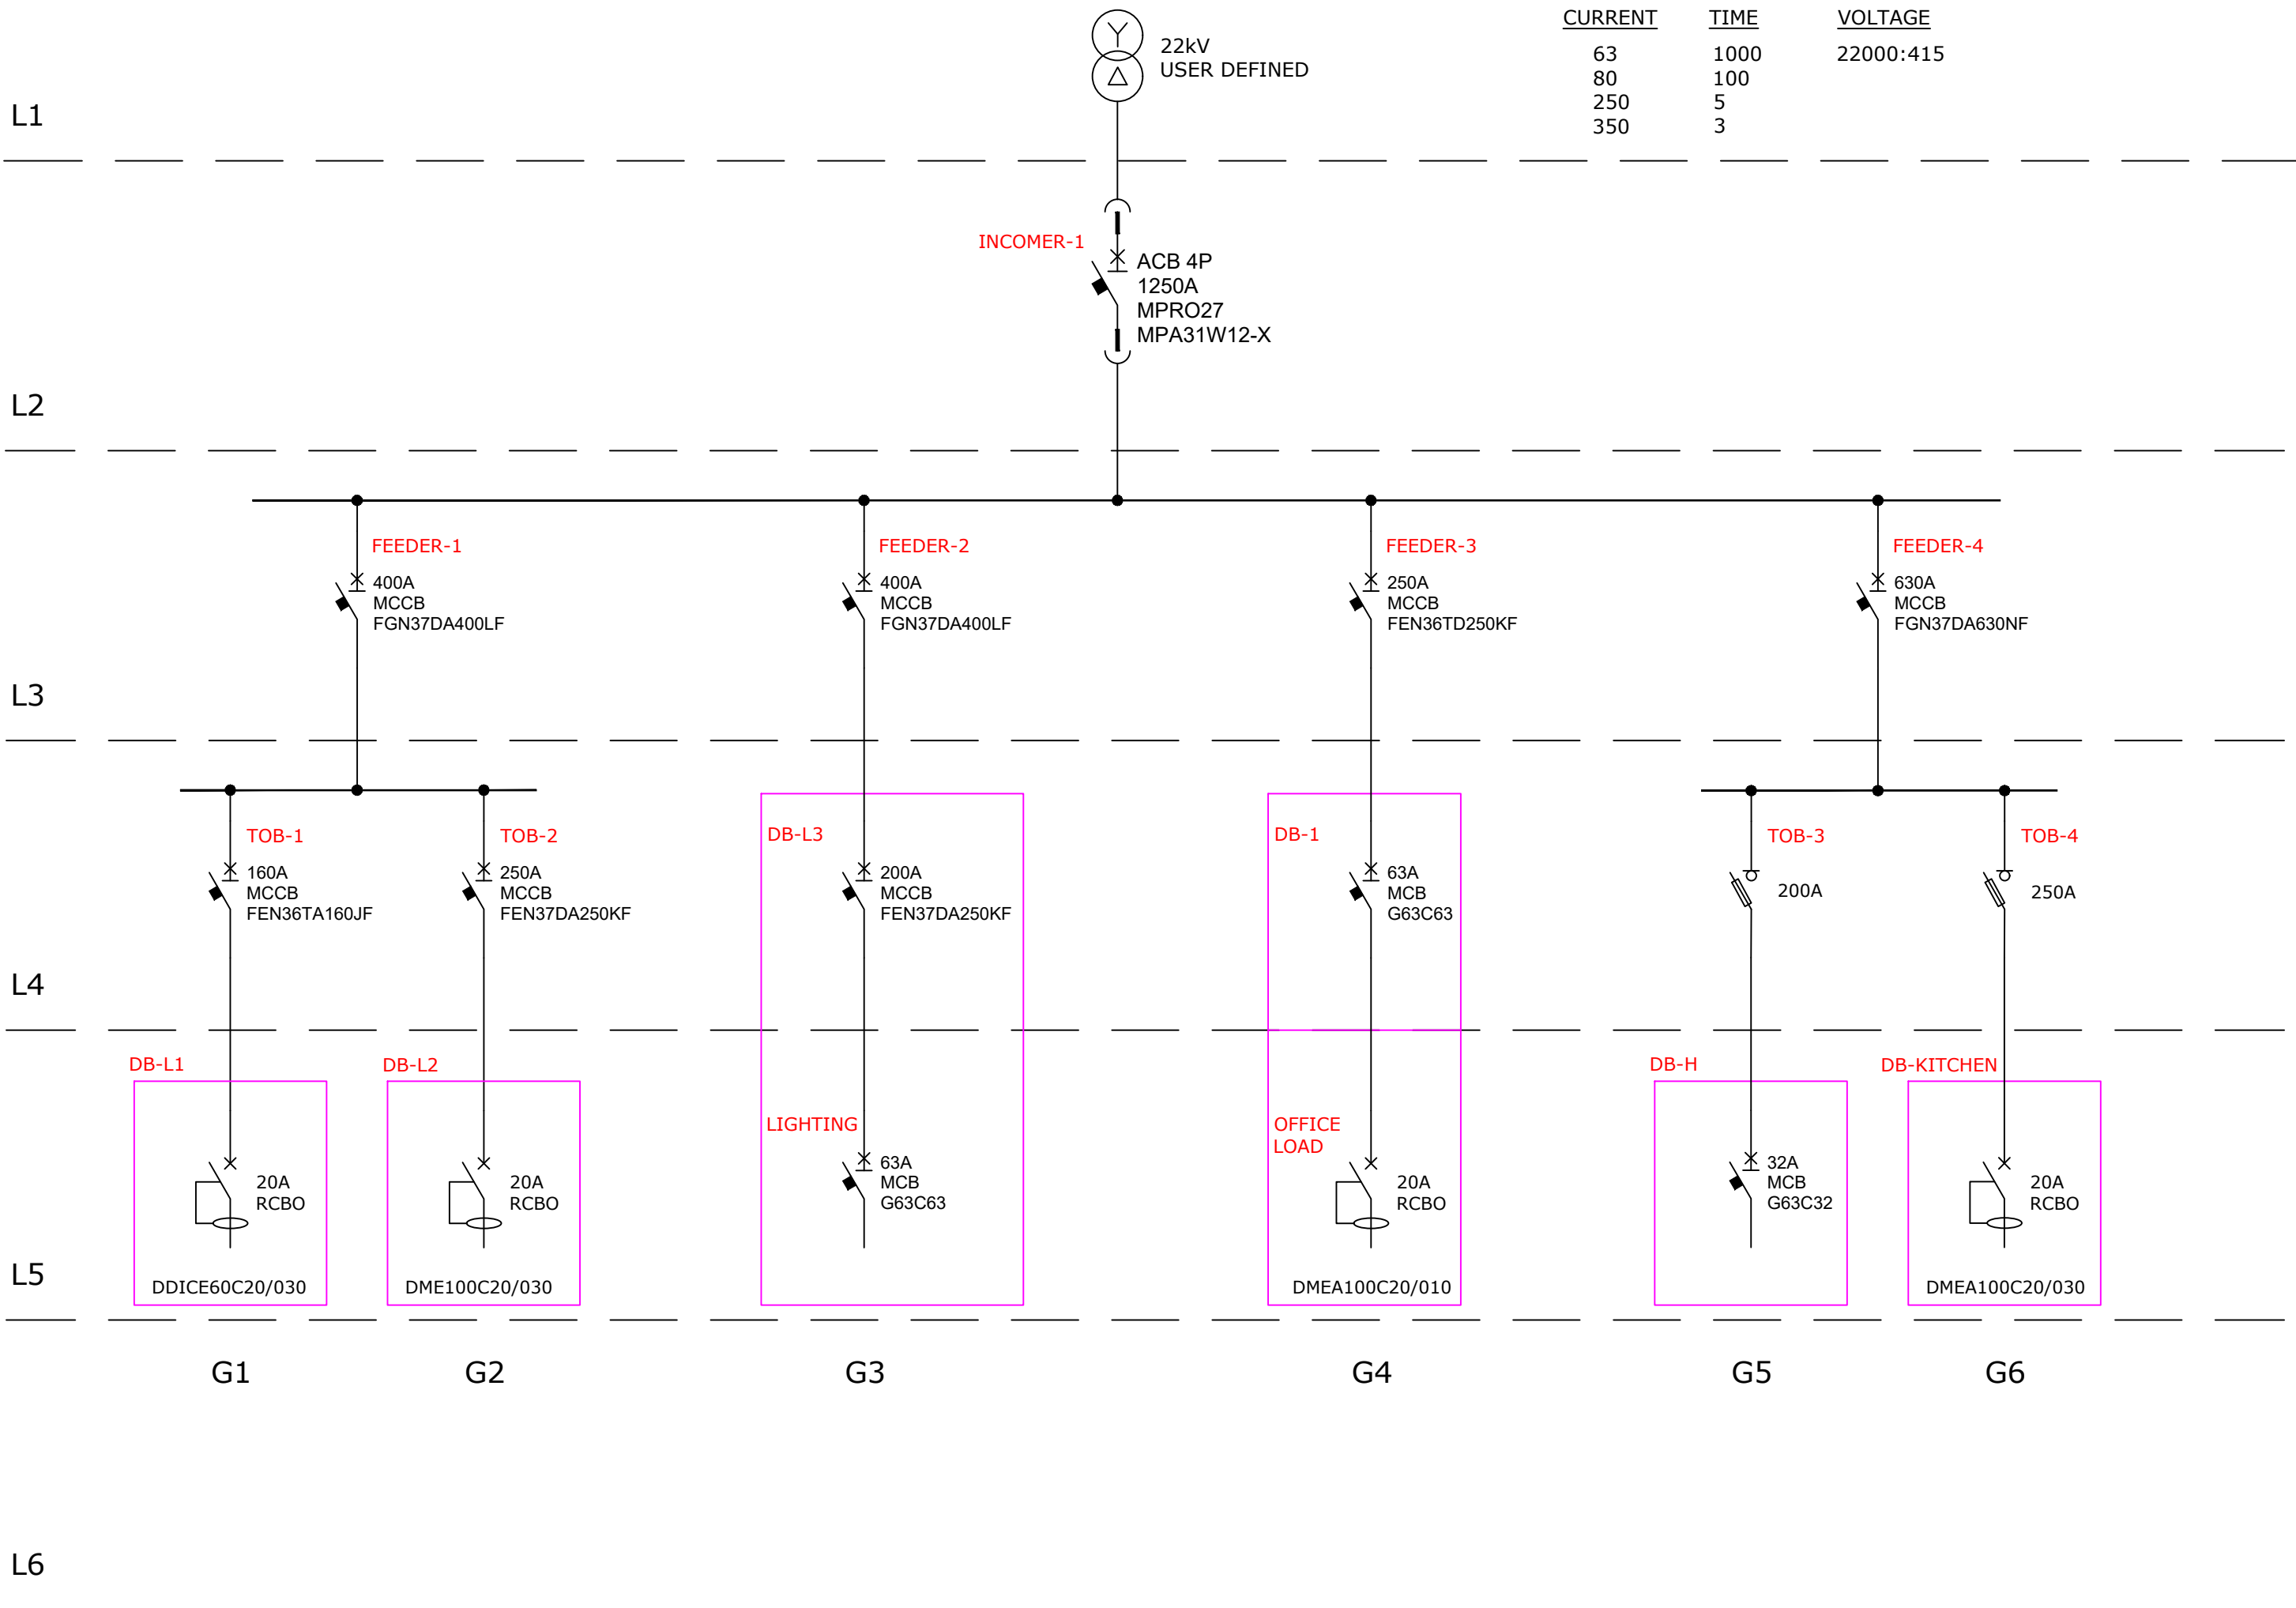 CURRENT TIME VOLTAGE
63 1000 22000:415
80 100
250 5
350 3
22kV
USER DEFINED
L1
INCOMER-1
ACB 4P
1250A
MPRO27
MPA31W12-X
L2
FEEDER-1
400A
MCCB
FGN37DA400LF
FEEDER-2
400A
MCCB
FGN37DA400LF
FEEDER-3
250A
MCCB
FEN36TD250KF
FEEDER-4
630A
MCCB
FGN37DA630NF
L3
TOB-1
160A
MCCB
FEN36TA160JF
TOB-2
250A
MCCB
FEN37DA250KF
DB-L3
200A
MCCB
FEN37DA250KF
DB-1
63A
MCB
G63C63
TOB-3
200A
TOB-4
250A
L4
DB-L1
20A
RCBO
DDICE60C20/030
DB-L2
20A
RCBO
DME100C20/030
LIGHTING
63A
MCB
G63C63
OFFICE
LOAD
20A
RCBO
DMEA100C20/010
DB-H
32A
MCB
G63C32
DB-KITCHEN
20A
RCBO
DMEA100C20/030
L5
G1 G2 G3 G4 G5 G6
L6